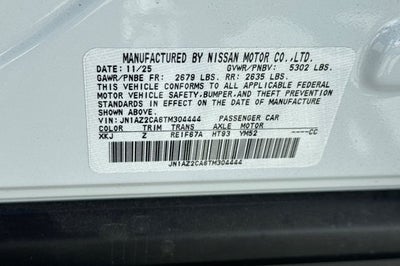 MANUFACTURED BY NISSAN MOTOR CO.,LTD.
DATE: 11/25 GVWR/PNBV: 5302 LBS.
GAWR/PNBE FR: 2679 LBS. RR: 2635 LBS.
THIS VEHICLE CONFORMS TO ALL APPLICABLE FEDERAL
MOTOR VEHICLE SAFETY,BUMPER,AND THEFT PREVENTION
STANDARDS IN EFFECT ON THE DATE OF MANUFACTURE
SHOWN ABOVE.
VIN: JN1AZ2CA6TM304444 PASSENGER CAR
COLOR TRIM TRANS AXLE MOTOR
XKJ Z RE1F67A HT93 YM52 ----CC
JN1AZ2CA6TM304444